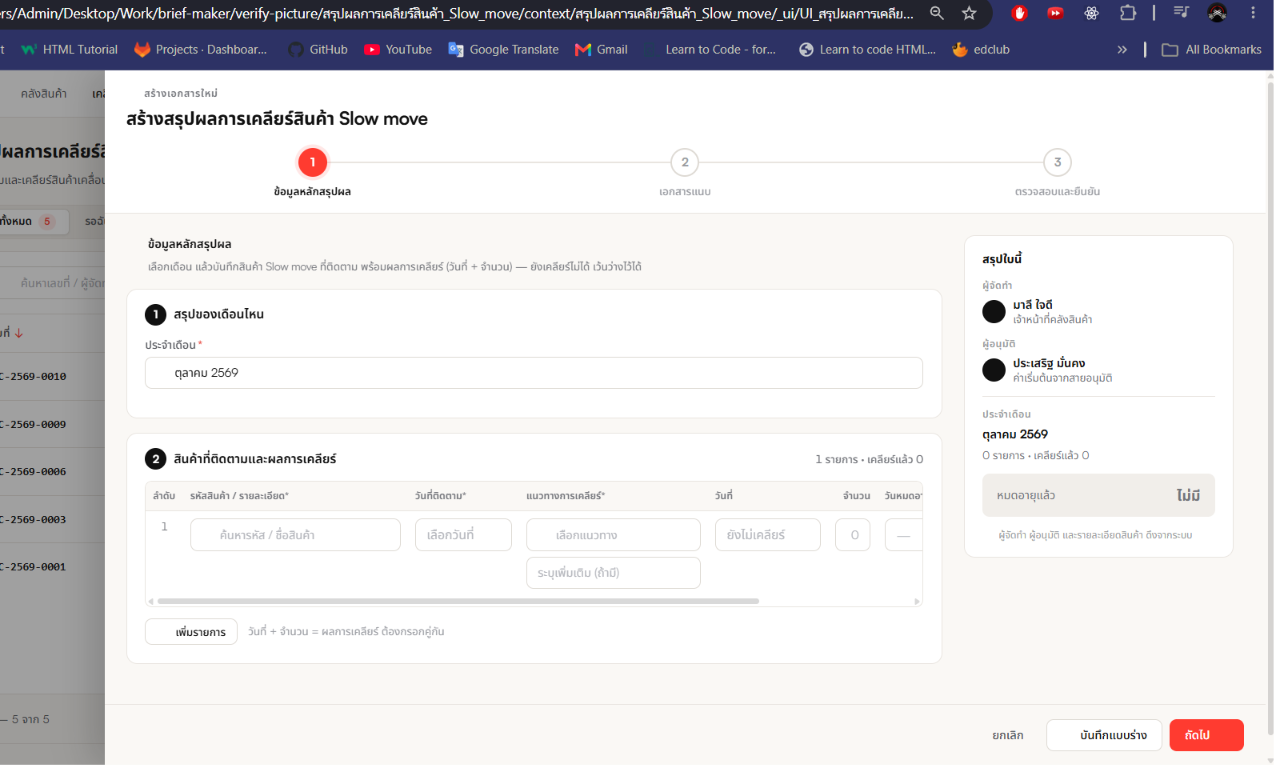 ers/Admin/Desktop/Work/brief-maker/verify-picture/สรุปผลการเคลียร์สินค้า_Slow_move/context/สรุปผลการเคลียร์สินค้า_Slow_move/_ui/UI_สรุปผลการเคลีย...
t HTML Tutorial Projects · Dashboar... GitHub YouTube Google Translate Gmail Learn to Code - for... Learn to code HTML... edclub » All Bookmarks
คลังสินค้า
สร้างเอกสารใหม่
สร้างสรุปผลการเคลียร์สินค้า Slow move
1 2 3
ข้อมูลหลักสรุปผล เอกสารแนบ ตรวจสอบและยืนยัน
ผลการเคลียร์สิ
ทั้งหมด 5
ค้นหาเลขที่ / ผู้จัดท
ที่ ↓
C-2569-0010
C-2569-0009
C-2569-0006
C-2569-0003
C-2569-0001
— 5 จาก 5
ข้อมูลหลักสรุปผล
เลือกเดือน แล้วบันทึกสินค้า Slow move ที่ติดตาม พร้อมผลการเคลียร์ (วันที่ + จำนวน) — ยังเคลียร์ไม่ได้ เว้นว่างไว้ได้
1 สรุปของเดือนไหน
ประจำเดือน *
ตุลาคม 2569
2 สินค้าที่ติดตามและผลการเคลียร์ 1 รายการ • เคลียร์แล้ว 0
ลำดับ รหัสสินค้า / รายละเอียด* วันที่ติดตาม* แนวทางการเคลียร์* วันที่ จำนวน วันหมดอา
1 ค้นหารหัส / ชื่อสินค้า เลือกวันที่ เลือกแนวทาง ยังไม่เคลียร์ 0 —
ระบุเพิ่มเติม (ถ้ามี)
เพิ่มรายการ วันที่ + จำนวน = ผลการเคลียร์ ต้องกรอกคู่กัน
สรุปใบนี้
ผู้จัดทำ
มาลี ใจดี
เจ้าหน้าที่คลังสินค้า
ผู้อนุมัติ
ประเสริฐ มั่นคง
ค่าเริ่มต้นจากสายอนุมัติ
ประจำเดือน
ตุลาคม 2569
0 รายการ • เคลียร์แล้ว 0
หมดอายุแล้ว ไม่มี
ผู้จัดทำ ผู้อนุมัติ และรายละเอียดสินค้า ดึงจากระบบ
ยกเลิก บันทึกแบบร่าง ถัดไป